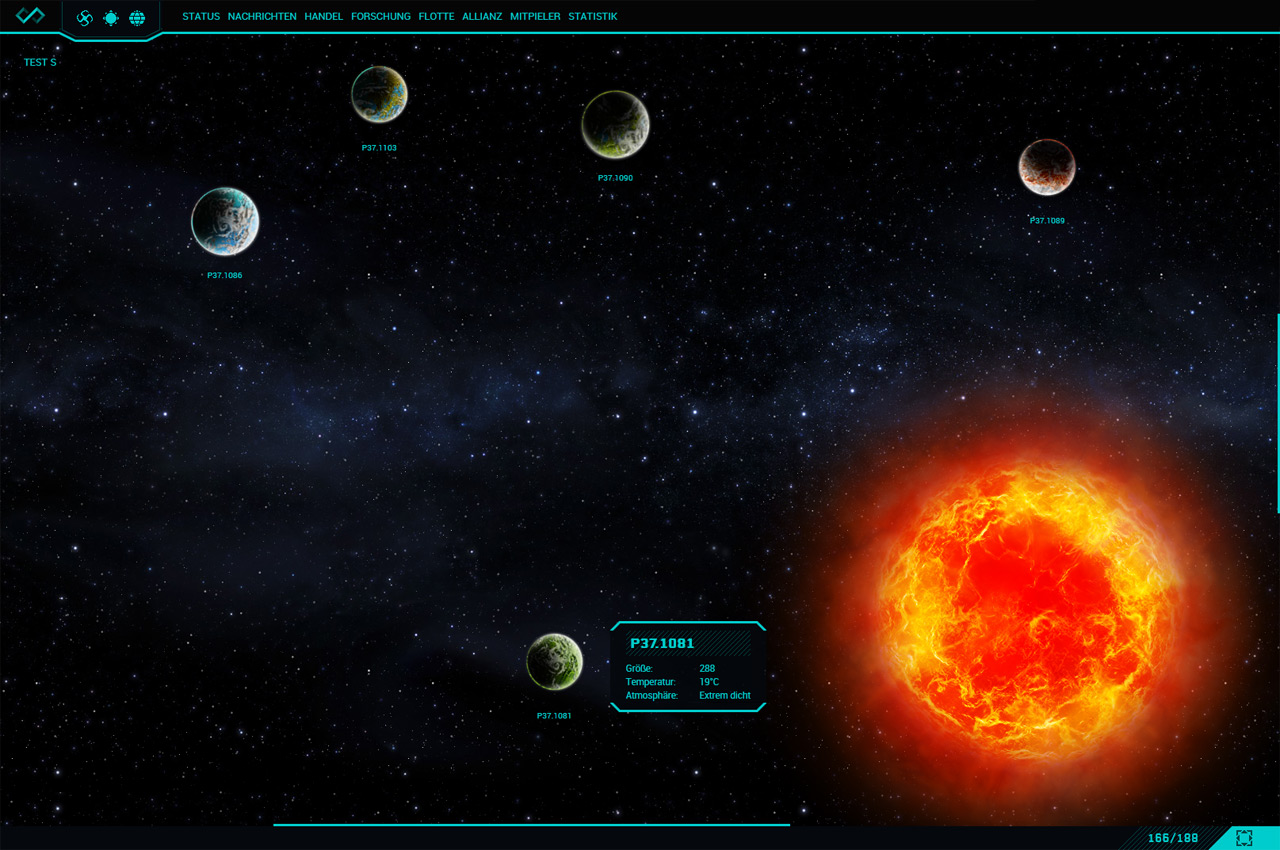 STATUS NACHRICHTEN HANDEL FORSCHUNG FLOTTE ALLIANZ MITPIELER STATISTIK
TEST S
P37.1103
P37.1090
P37.1089
P37.1086
P37.1081
Größe: 288
Temperatur: 19°C
Atmosphäre: Extrem dicht
P37.1081
166/188